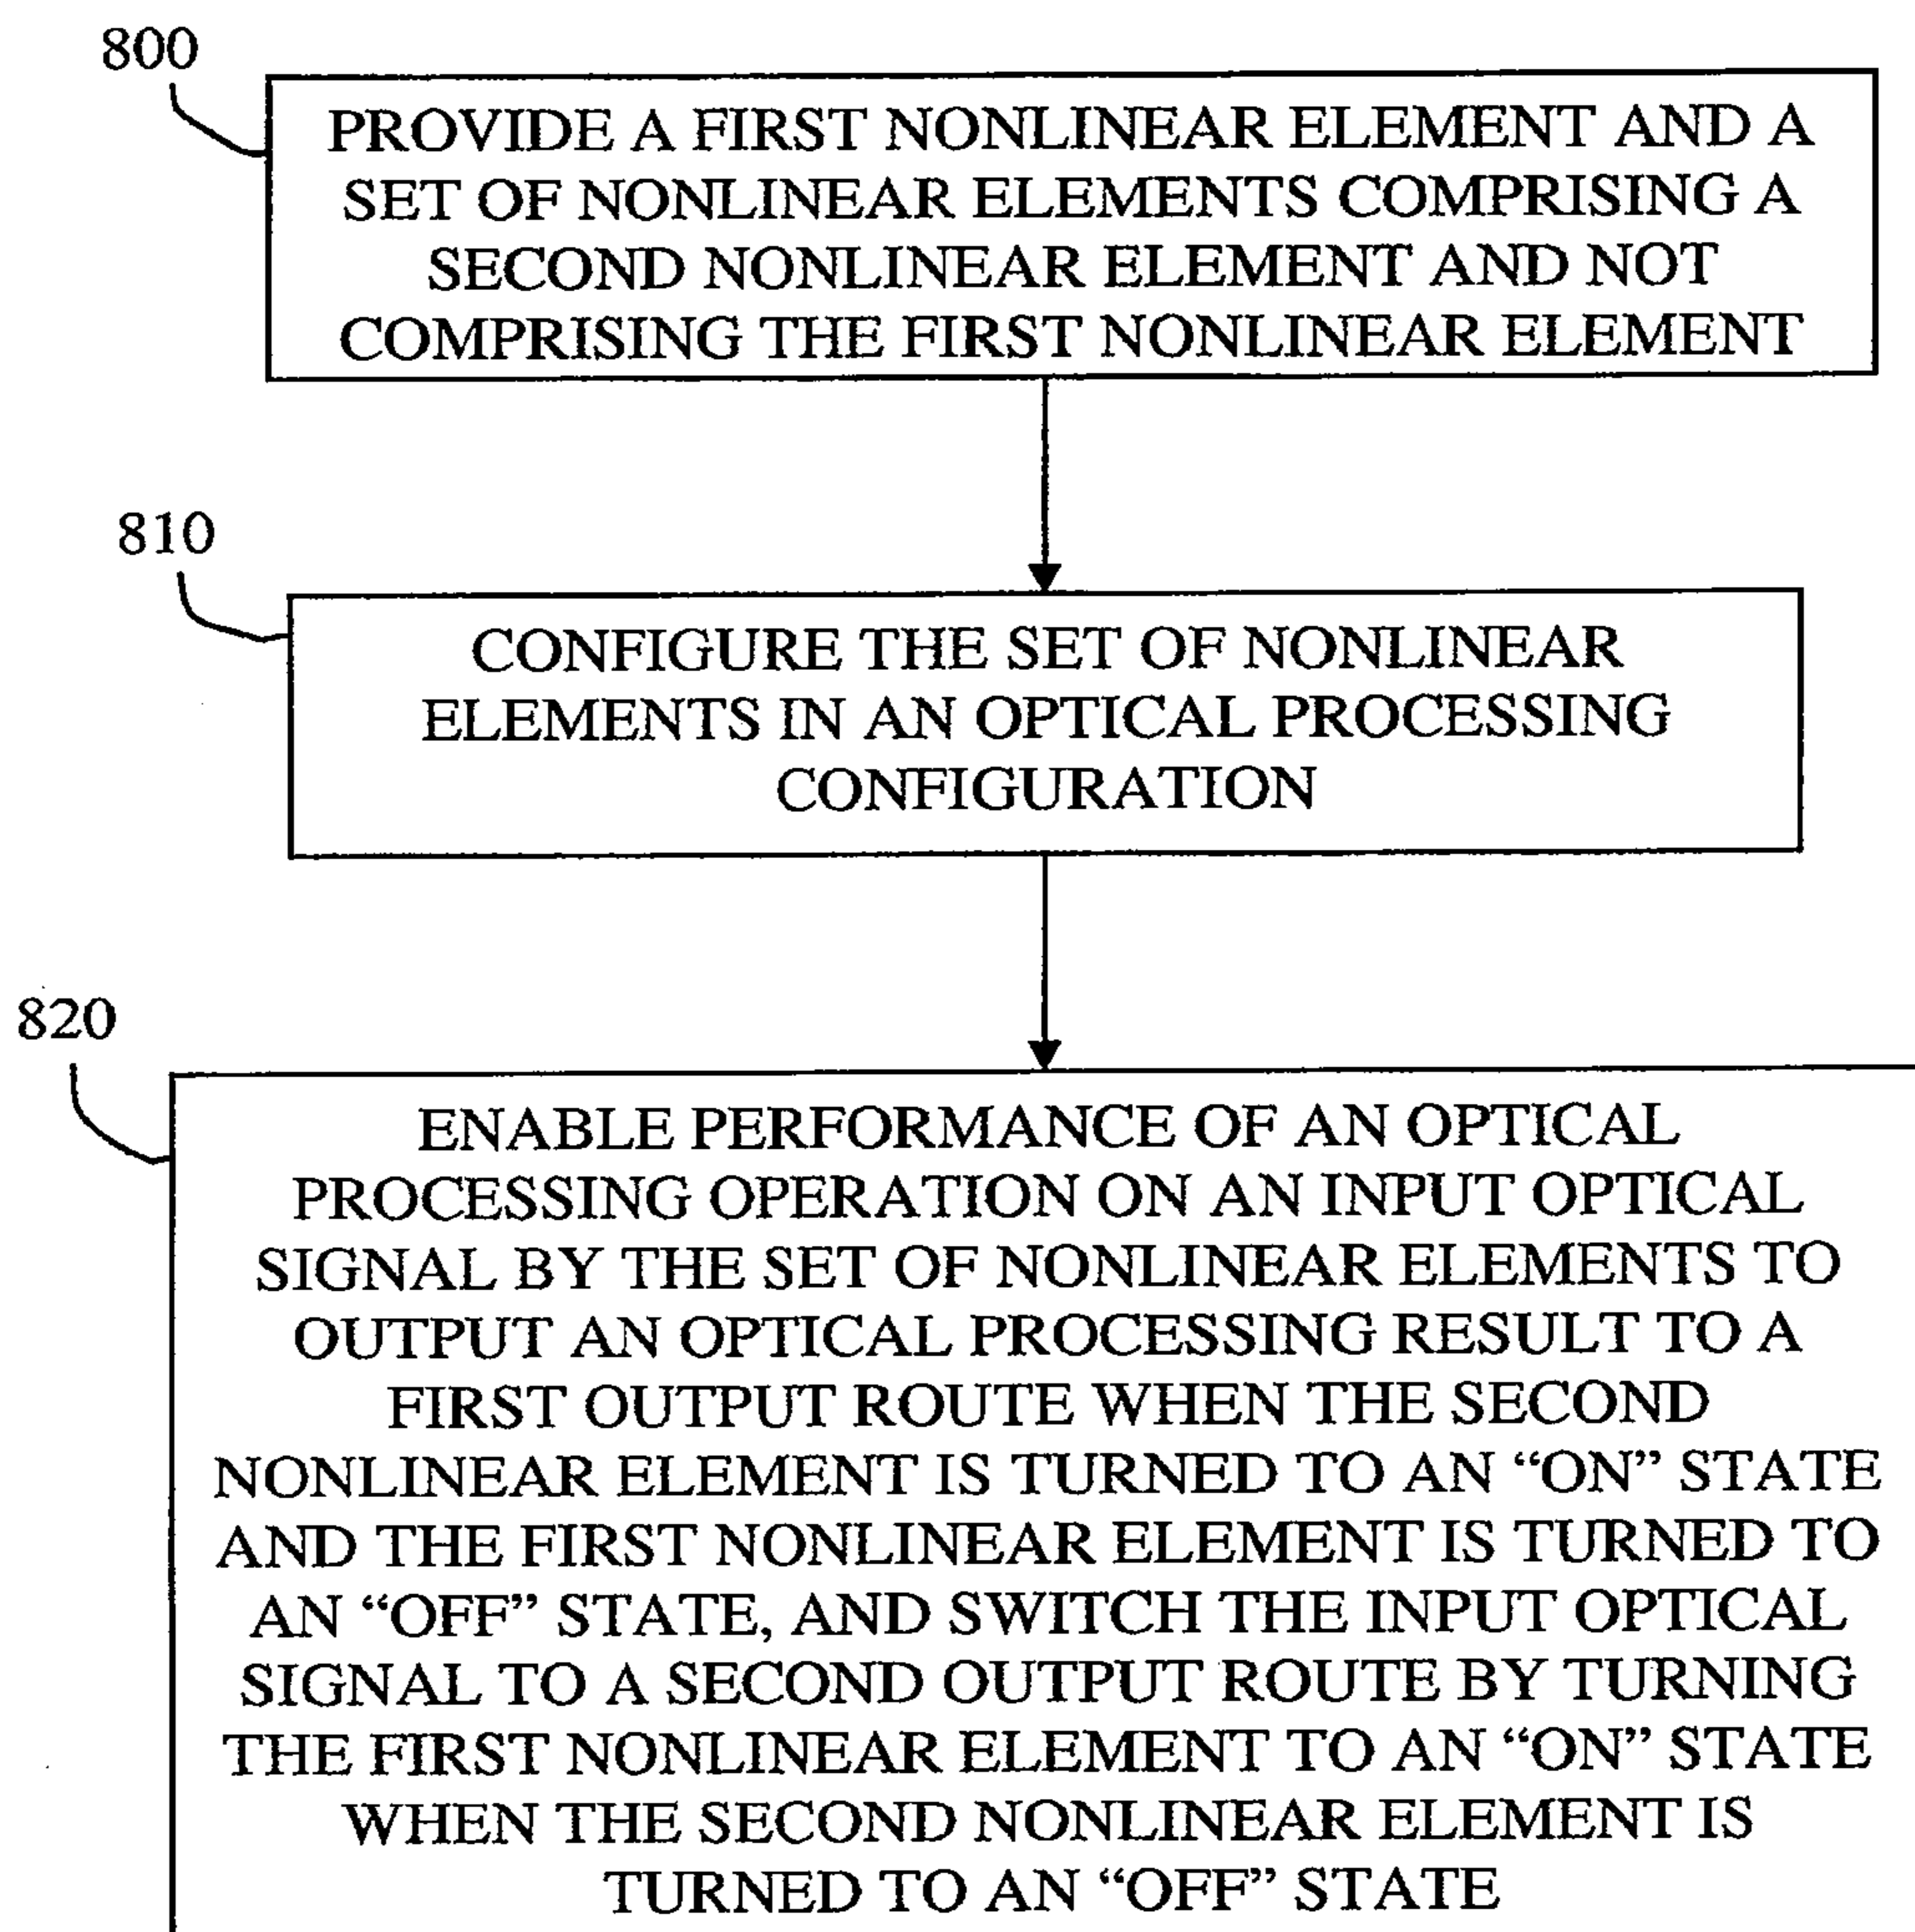 800
PROVIDE A FIRST NONLINEAR ELEMENT AND A
SET OF NONLINEAR ELEMENTS COMPRISING A
SECOND NONLINEAR ELEMENT AND NOT
COMPRISING THE FIRST NONLINEAR ELEMENT
810
CONFIGURE THE SET OF NONLINEAR
ELEMENTS IN AN OPTICAL PROCESSING
CONFIGURATION
820
ENABLE PERFORMANCE OF AN OPTICAL
PROCESSING OPERATION ON AN INPUT OPTICAL
SIGNAL BY THE SET OF NONLINEAR ELEMENTS TO
OUTPUT AN OPTICAL PROCESSING RESULT TO A
FIRST OUTPUT ROUTE WHEN THE SECOND
NONLINEAR ELEMENT IS TURNED TO AN “ON” STATE
AND THE FIRST NONLINEAR ELEMENT IS TURNED TO
AN “OFF” STATE, AND SWITCH THE INPUT OPTICAL
SIGNAL TO A SECOND OUTPUT ROUTE BY TURNING
THE FIRST NONLINEAR ELEMENT TO AN “ON” STATE
WHEN THE SECOND NONLINEAR ELEMENT IS
TURNED TO AN “OFF” STATE